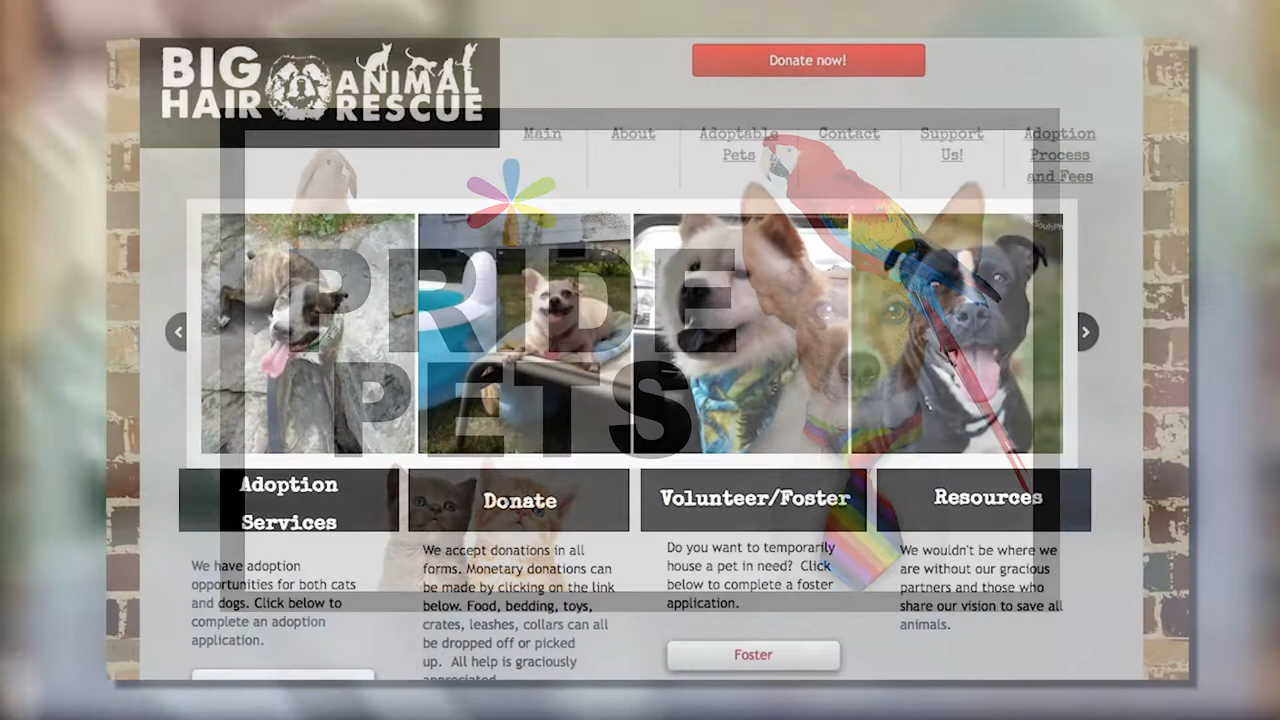 BIG
HAIR
ANIMAL
RESCUE
Donate now!
Main
About
Adoptable
Pets
Contact
Support
Us!
Adoption
Process
and Fees
PRIDE
PETS
Adoption
Services
Donate
Volunteer/Foster
Resources
We have adoption
opportunities for both cats
and dogs. Click below to
complete an adoption
application.
We accept donations in all
forms. Monetary donations can
be made by clicking on the link
below. Food, bedding, toys,
crates, leashes, collars can all
be dropped off or picked
up. All help is graciously
appreciated.
Do you want to temporarily
house a pet in need? Click
below to complete a foster
application.
Foster
We wouldn't be where we
are without our gracious
partners and those who
share our vision to save all
animals.